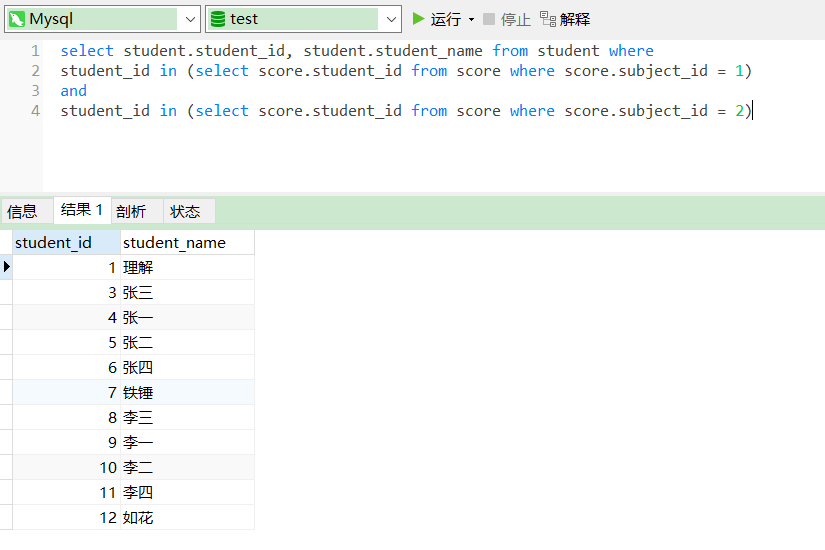 Mysql test 运行 停止 解释
1 select student.student_id, student.student_name from student where
2 student_id in (select score.student_id from score where score.subject_id = 1)
3 and
4 student_id in (select score.student_id from score where score.subject_id = 2)
信息 结果 1 剖析 状态
student_id student_name
1 理解
3 张三
4 张一
5 张二
6 张四
7 铁锤
8 李三
9 李一
10 李二
11 李四
12 如花